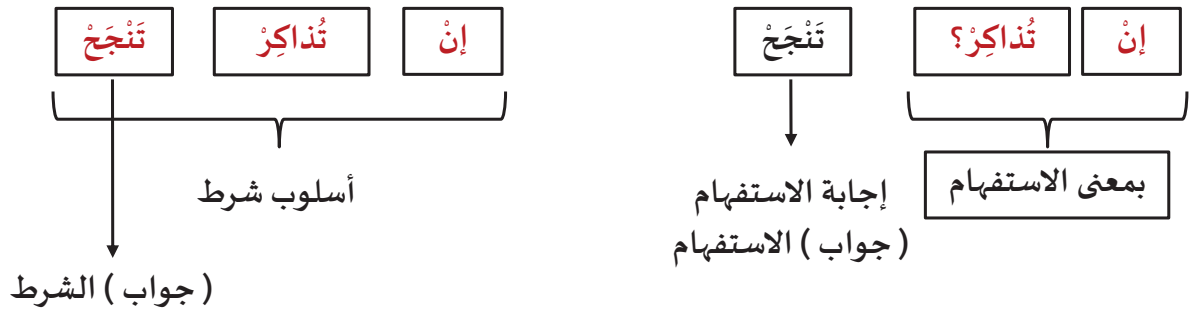 إنْ تُذاكِرْ؟ تَنْجَحْ
بمعنى الاستفهام
إجابة الاستفهام
( جواب ) الاستفهام
إنْ تُذاكِرْ تَنْجَحْ
أسلوب شرط
( جواب ) الشرط